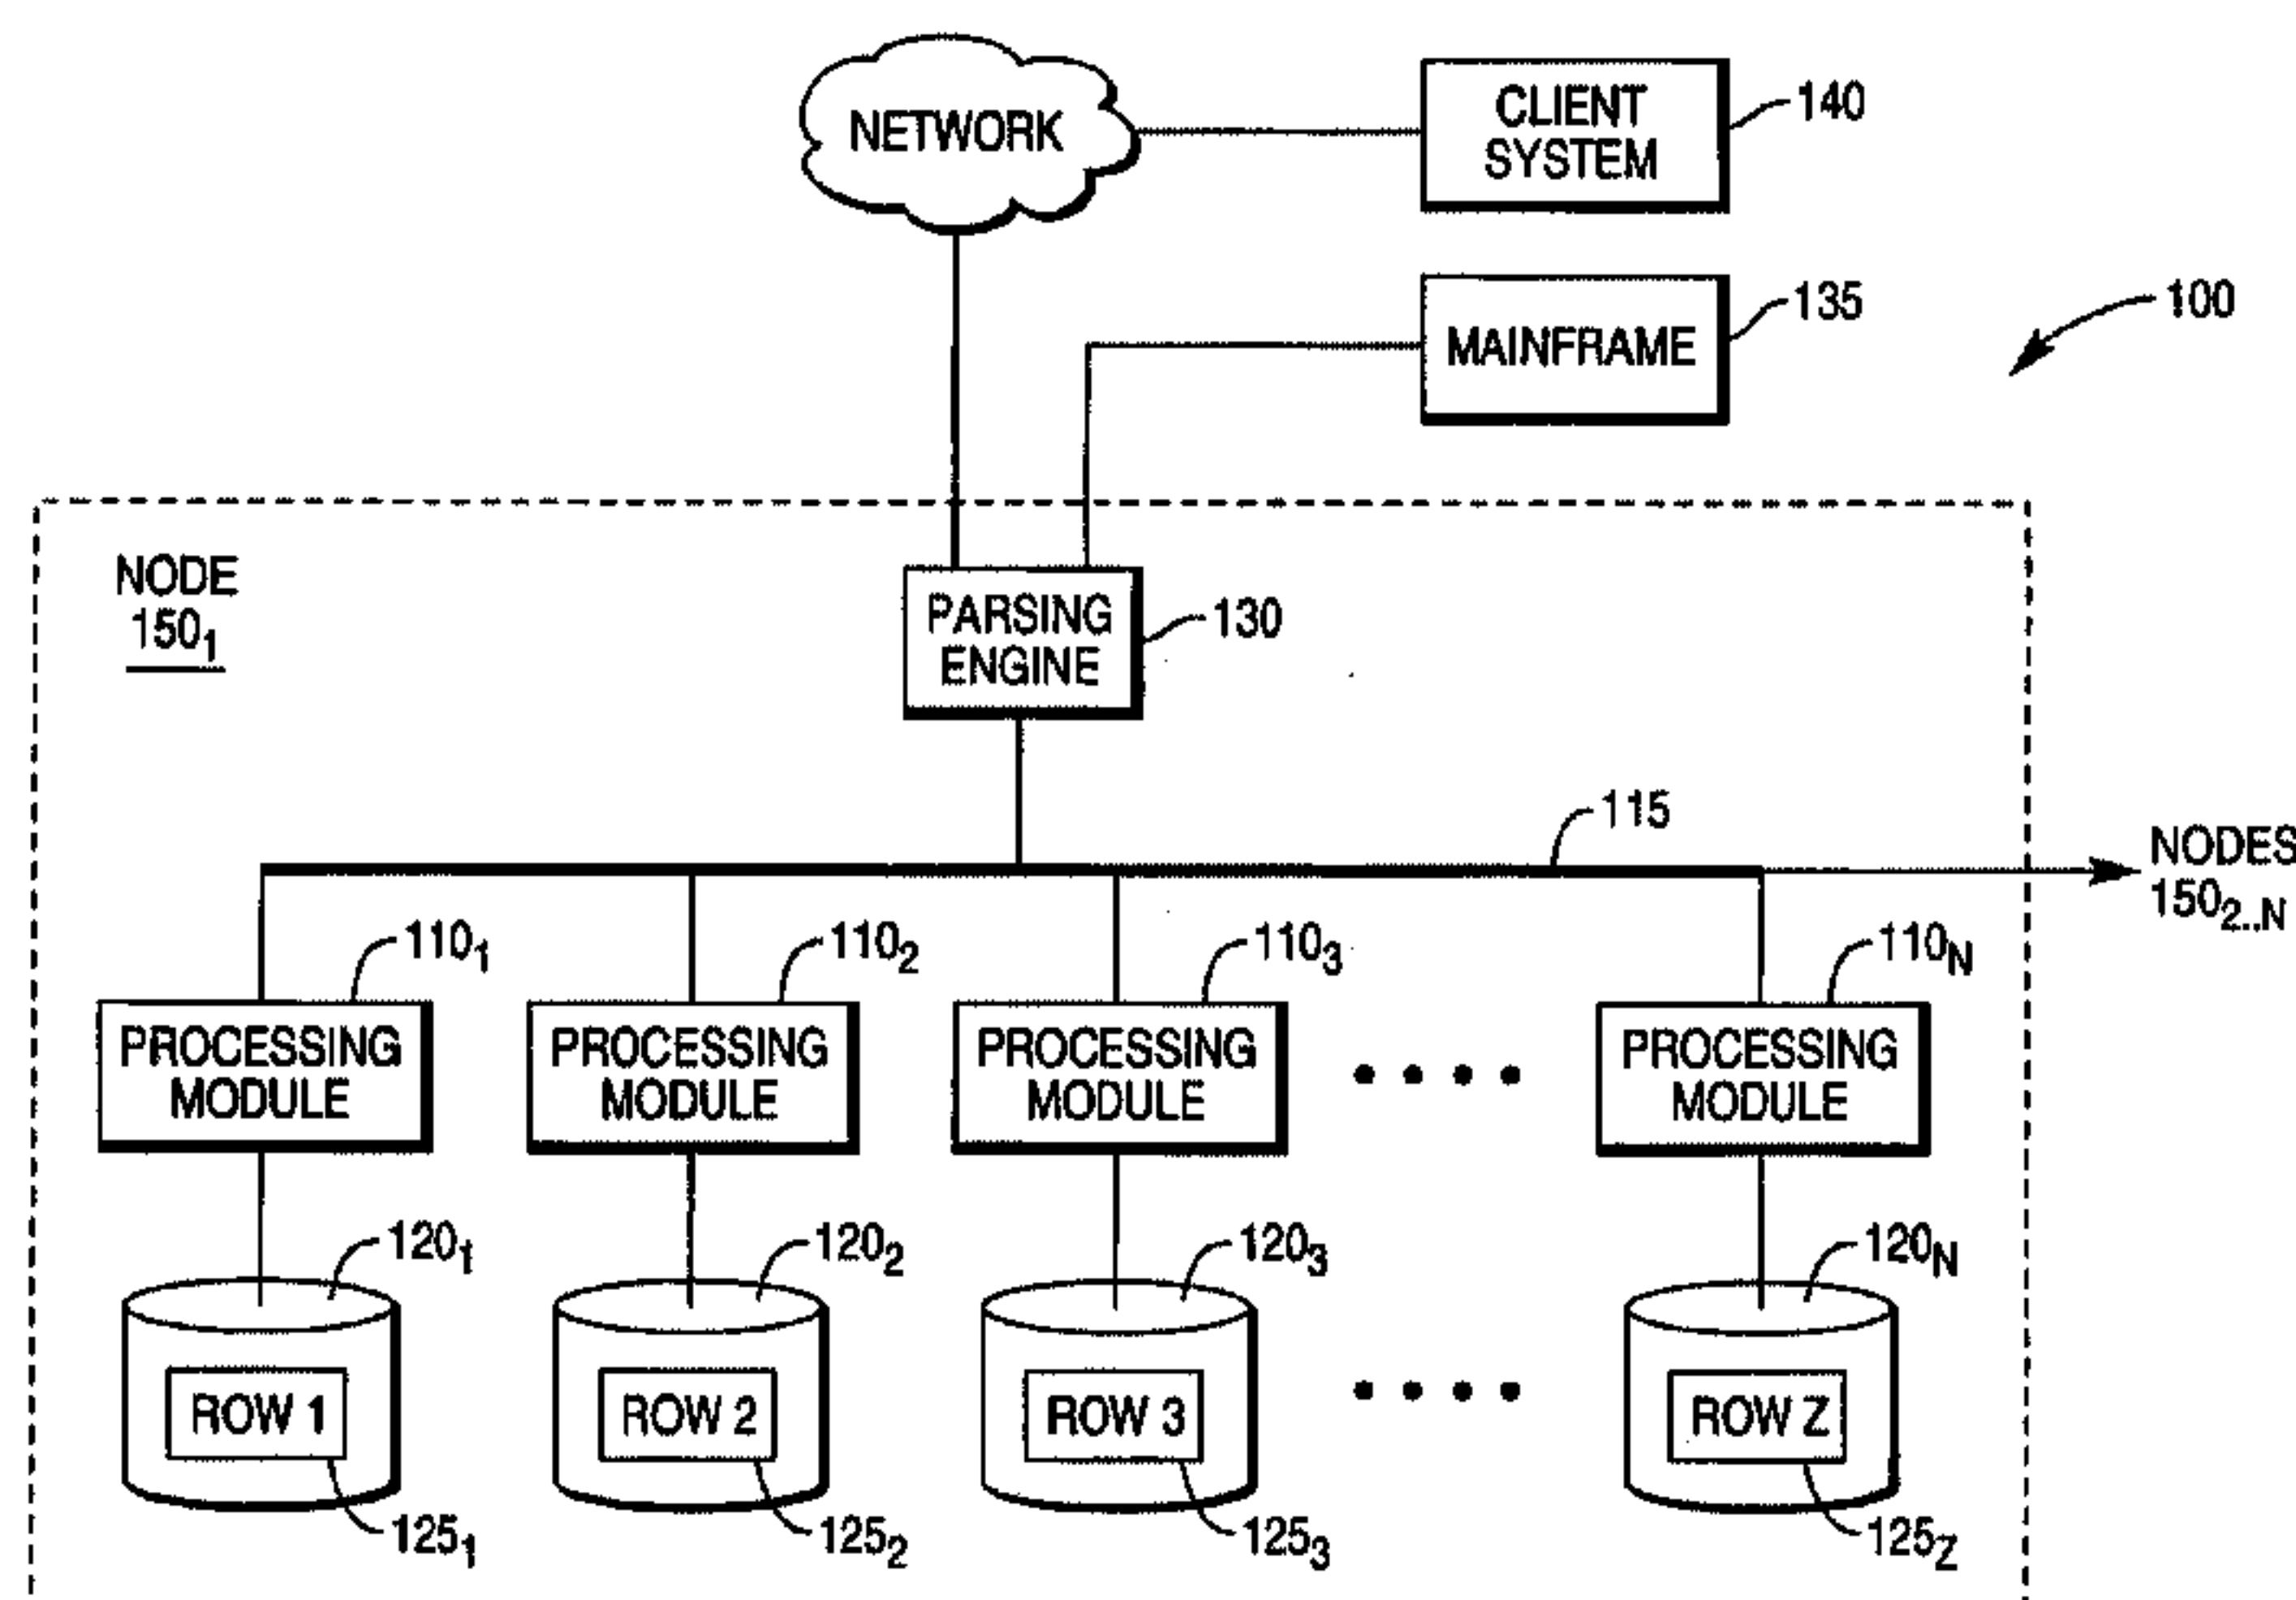 NETWORK
CLIENT
SYSTEM
140
MAINFRAME
135
100
NODE
150₁
PARSING
ENGINE
130
115
NODES
150₂..N
110₁
110₂
110₃
110N
PROCESSING
MODULE
PROCESSING
MODULE
PROCESSING
MODULE
PROCESSING
MODULE
120₁
120₂
120₃
120N
ROW 1
ROW 2
ROW 3
ROW Z
125₁
125₂
125₃
125Z